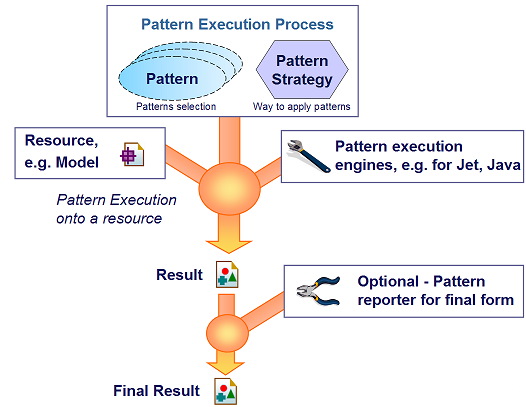 Pattern Execution Process
Pattern
Pattern
Strategy
Patterns selection
Way to apply patterns
Resource,
e.g. Model
Pattern execution
engines, e.g. for Jet, Java
Pattern Execution
onto a resource
Result
Optional - Pattern
reporter for final form
Final Result